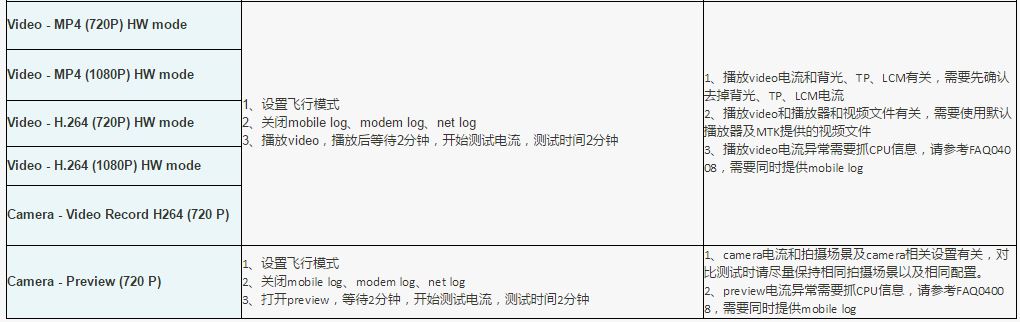 Video - MP4 (720P) HW mode
Video - MP4 (1080P) HW mode
Video - H.264 (720P) HW mode
Video - H.264 (1080P) HW mode
Camera - Video Record H264 (720 P)
1、设置飞行模式
2、关闭mobile log、modem log、net log
3、播放video，播放后等待2分钟，开始测试电流，测试时间2分钟
1、播放video电流和背光、TP、LCM有关，需要先确认
去掉背光、TP、LCM电流
2、播放video和播放器和视频文件有关，需要使用默认
播放器及MTK提供的视频文件
3、播放video电流异常需要抓CPU信息，请参考FAQ04
08，需要同时提供mobile log
Camera - Preview (720 P)
1、设置飞行模式
2、关闭mobile log、modem log、net log
3、打开preview，等待2分钟，开始测试电流，测试时间2分钟
1、camera电流和拍摄场景及camera相关设置有关，对
比测试时请尽量保持相同拍摄场景以及相同配置。
2、preview电流异常需要抓CPU信息，请参考FAQ0400
8，需要同时提供mobile log